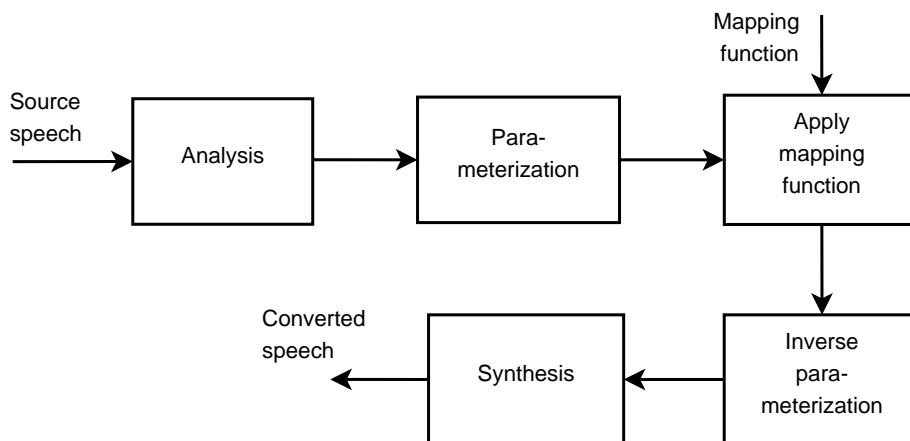 Mapping
function
Source
speech
Analysis
Para-
meterization
Apply
mapping
function
Converted
speech
Synthesis
Inverse
para-
meterization